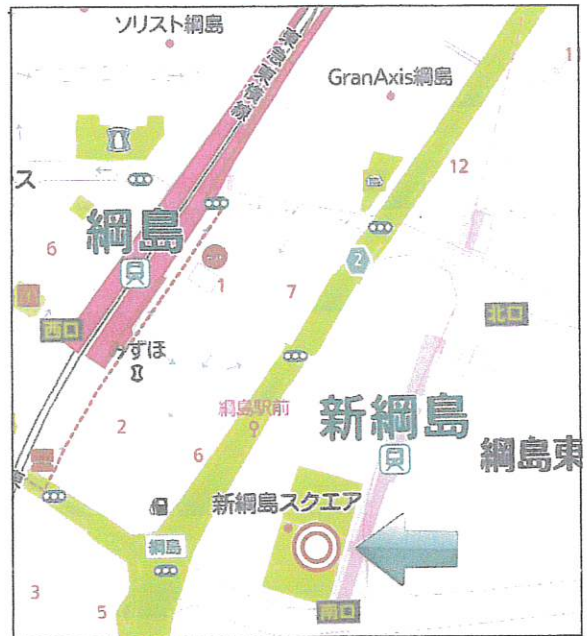 ソリスト綱島
東急東横線
GranAxis綱島
1
ス
12
綱島
6
1
7
2
北口
西口
みずほ
綱島駅前
新綱島
2
6
綱島東
新綱島スクエア
綱島
3
5
南口